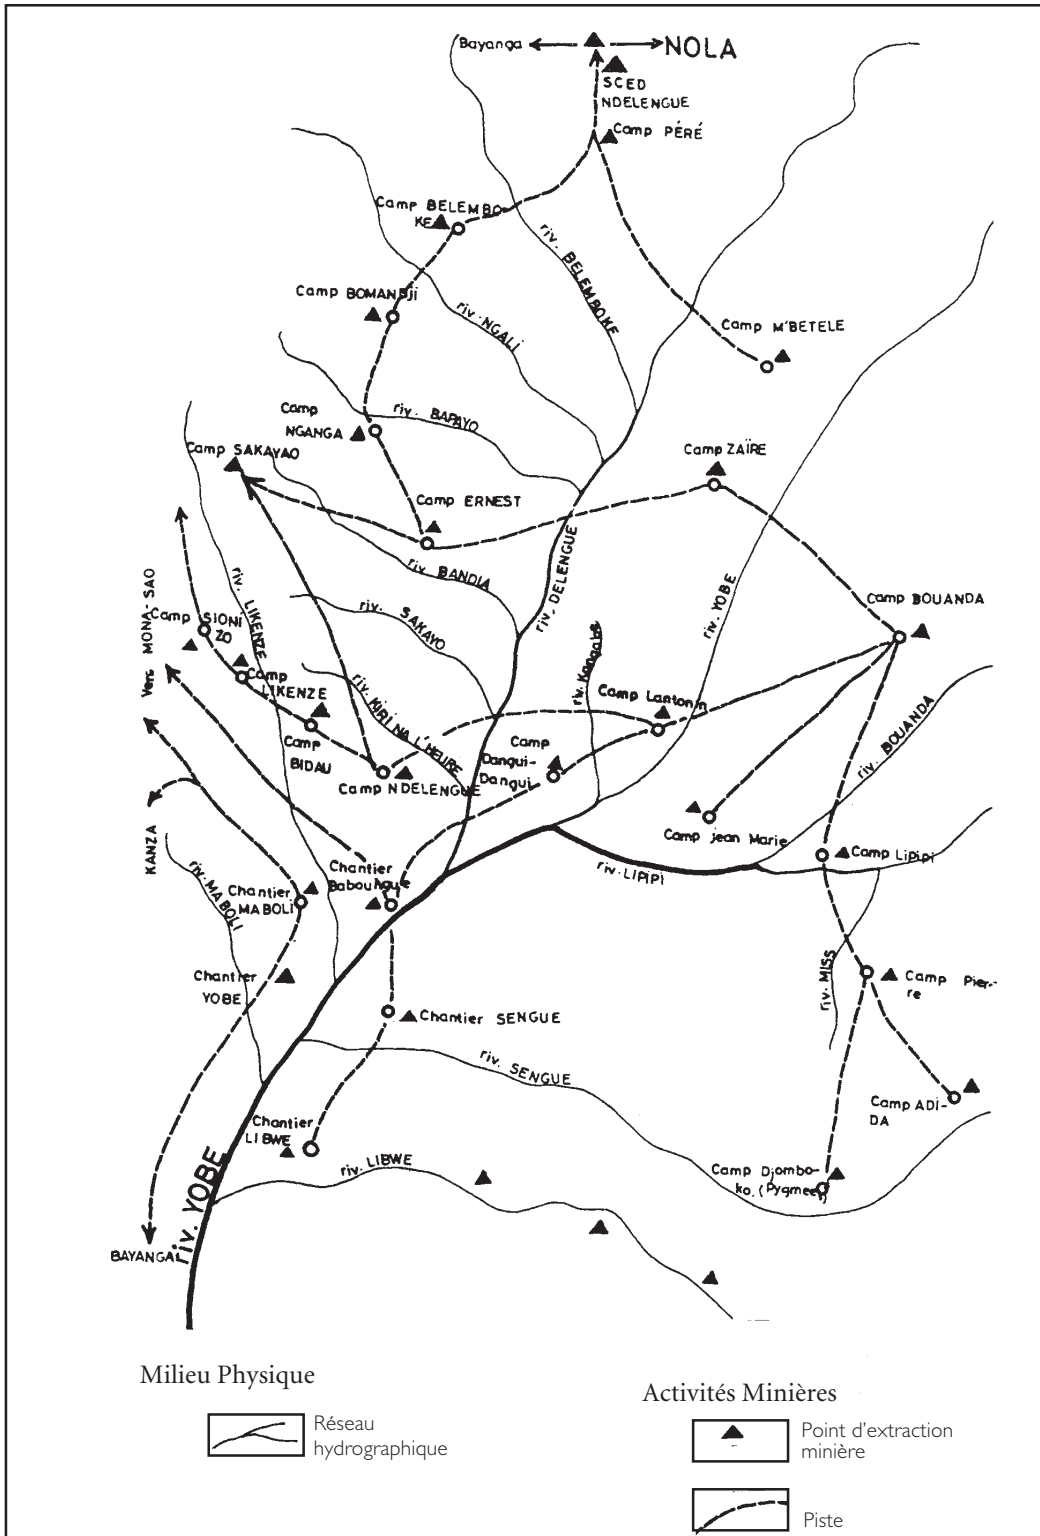 Bayanga
NOLA
SCED
NDELENGUE
Camp PÉRÉ
Camp BELEMBO-
KE
riv. BELEMBOKE
Camp BOMANDJi
riv. NGALi
Camp M'BETELE
Camp
NGANGA
riv. BAPAYO
Camp SAKAYAO
Camp ZAÏRE
Camp ERNEST
riv. BANDIA
riv. DELENGUE
riv. YOBE
riv. LIKENZE
riv. SAKAYO
Camp BOUANDA
Vers MONA-SAO
Camp SIONi
ZO
riv. Kangabe
Camp
LIKENZE
riv. KIRÍ NA L'HEURE
Camp Lantonin
riv. BOUANDA
Camp
BIDAU
Camp
Dangui-
Dangui
Camp NDELENGUE
KANZA
riv. MABOLI
Camp jean Marie
Camp Lipipi
riv. LIPIPI
Chantier
Baboungue
Chantier
MABOLI
Chantier
YOBE
riv. MISS
Camp Pier-
re
Chantier SENGUE
riv. SENGUE
Camp ADI-
DA
Chantier
LIBWE
riv. LIBWE
Camp Djombo-
ko. (Pygmees)
riv. YOBE
BAYANGA
Milieu Physique
Réseau
hydrographique
Activités Minières
Point d'extraction
minière
Piste